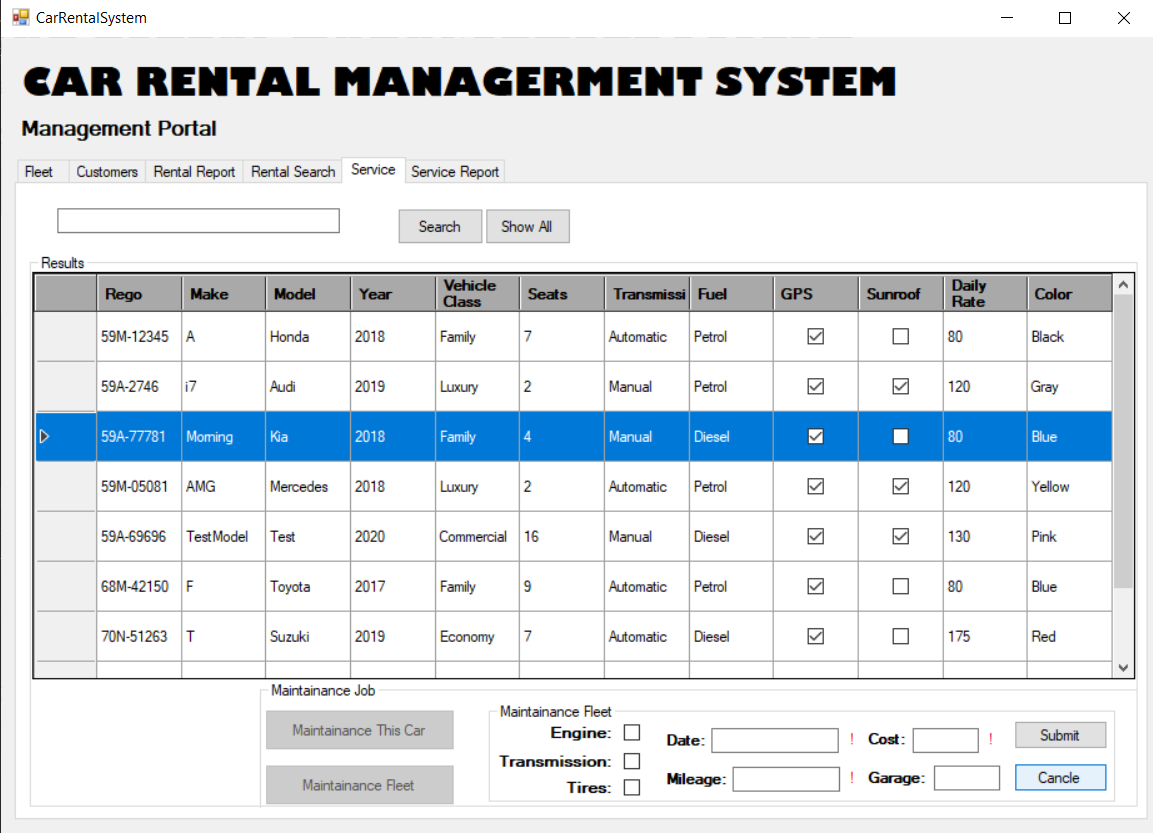 CarRentalSystem
CAR RENTAL MANAGERMENT SYSTEM
Management Portal
Fleet Customers Rental Report Rental Search Service Service Report
Search Show All
Results
Rego Make Model Year Vehicle Class Seats Transmissi Fuel GPS Sunroof Daily Rate Color
59M-12345 A Honda 2018 Family 7 Automatic Petrol 80 Black
59A-2746 i7 Audi 2019 Luxury 2 Manual Petrol 120 Gray
59A-77781 Morning Kia 2018 Family 4 Manual Diesel 80 Blue
59M-05081 AMG Mercedes 2018 Luxury 2 Automatic Petrol 120 Yellow
59A-69696 TestModel Test 2020 Commercial 16 Manual Diesel 130 Pink
68M-42150 F Toyota 2017 Family 9 Automatic Petrol 80 Blue
70N-51263 T Suzuki 2019 Economy 7 Automatic Diesel 175 Red
Maintainance Job
Maintainance This Car
Maintainance Fleet
Maintainance Fleet
Engine:
Transmission:
Tires:
Date: ! Cost: ! Submit
Mileage: ! Garage: Cancle